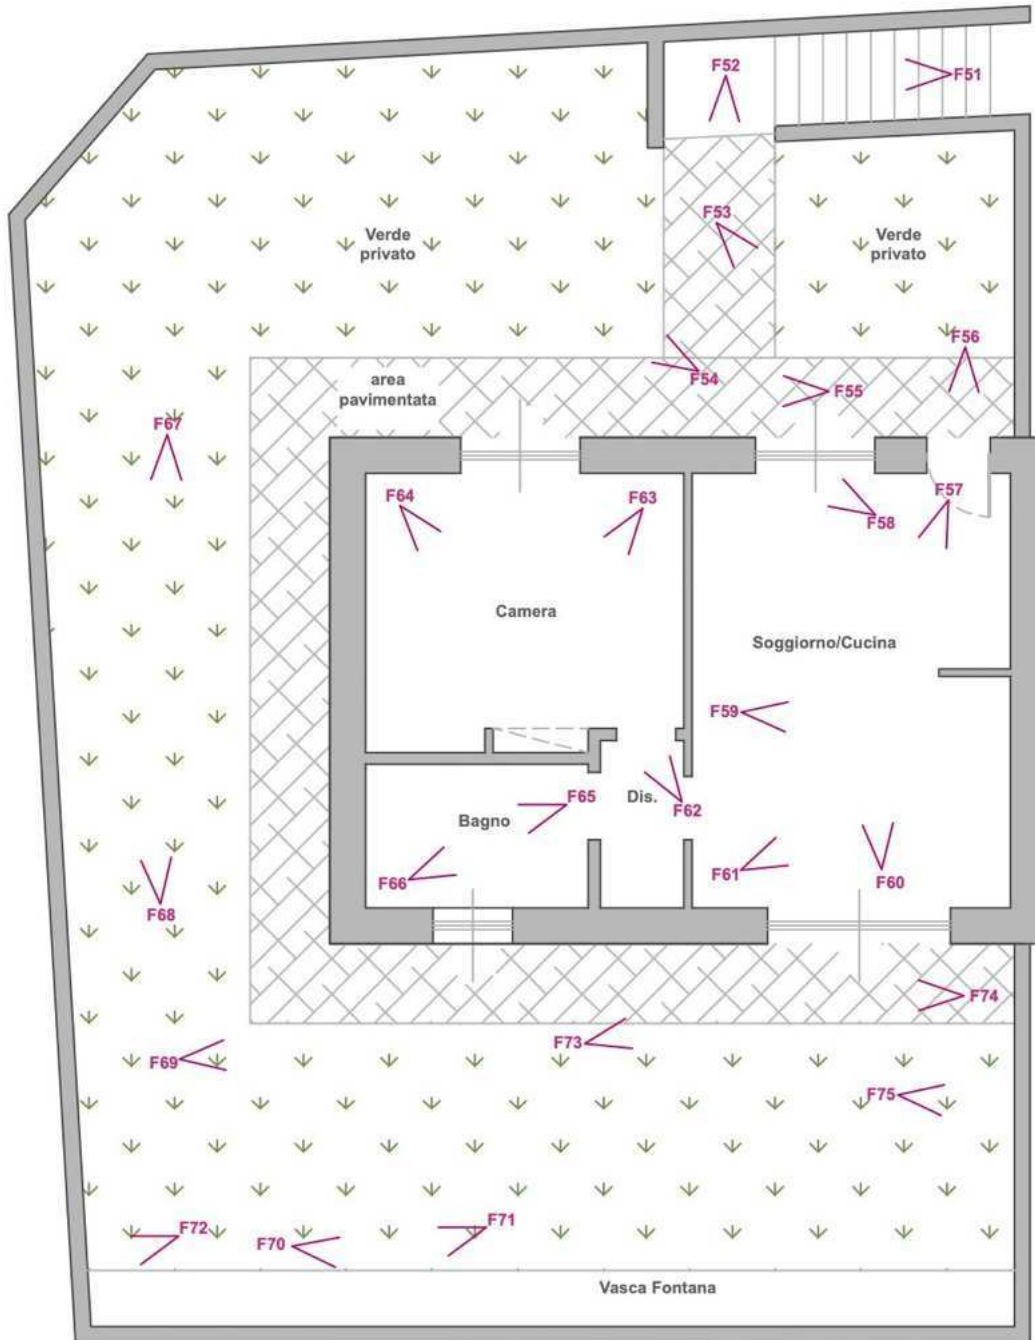 F52
F51
F53
Verde
privato
Verde
privato
F56
F54
F55
area
pavimentata
F67
F64
F63
F57
F58
Camera
Soggiorno/Cucina
F59
F65
Dis.
F62
Bagno
F61
F60
F66
F68
F74
F73
F69
F75
F71
F72
F70
Vasca Fontana